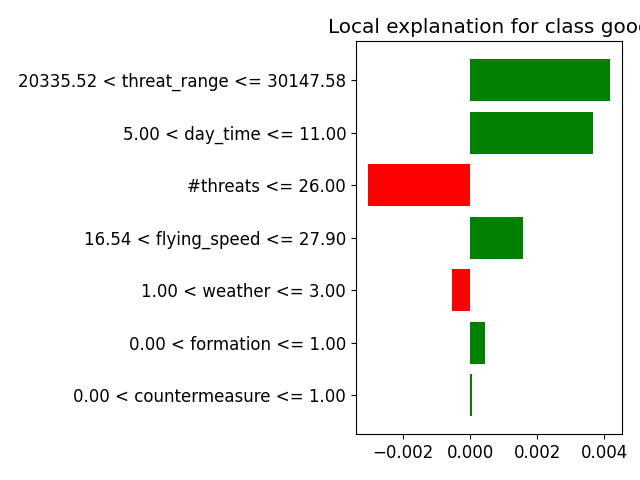 Local explanation for class good
20335.52 < threat_range <= 30147.58
5.00 < day_time <= 11.00
#threats <= 26.00
16.54 < flying_speed <= 27.90
1.00 < weather <= 3.00
0.00 < formation <= 1.00
0.00 < countermeasure <= 1.00
−0.002 0.000 0.002 0.004